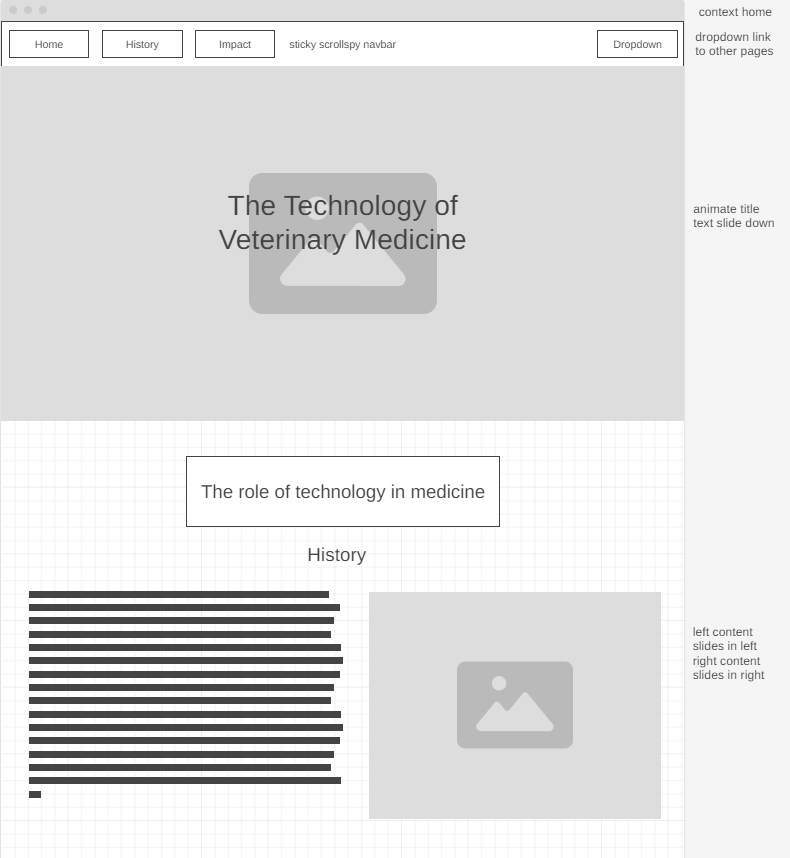 context home
Home
History
Impact
sticky scrollspy navbar
Dropdown
dropdown link
to other pages
The Technology of
Veterinary Medicine
animate title
text slide down
The role of technology in medicine
History
left content
slides in left
right content
slides in right